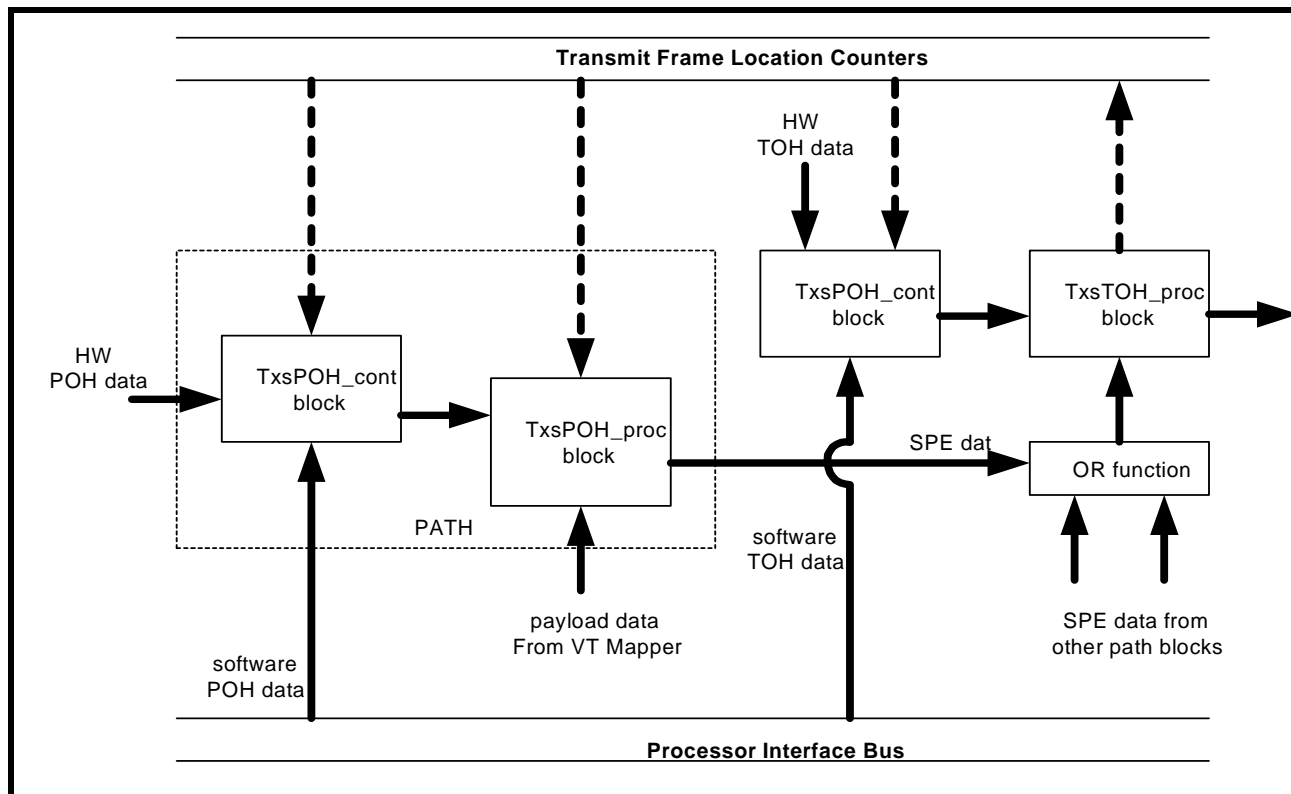 Transmit Frame Location Counters
HW
TOH data
TxsPOH_cont
block
TxsTOH_proc
block
HW
POH data
TxsPOH_cont
block
TxsPOH_proc
block
SPE dat
OR function
PATH
software
TOH data
payload data
From VT Mapper
SPE data from
other path blocks
software
POH data
Processor Interface Bus